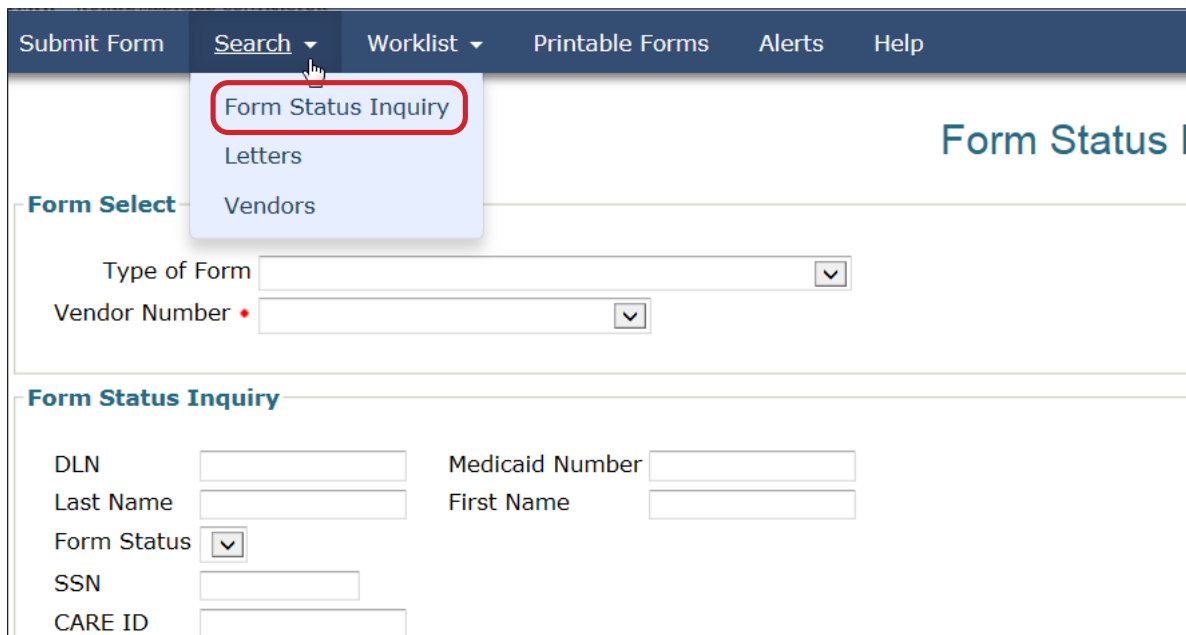 Submit Form Search Worklist Printable Forms Alerts Help
Form Status Inquiry
Letters
Vendors
Form Status
Form Select
Type of Form
Vendor Number
Form Status Inquiry
DLN Medicaid Number
Last Name First Name
Form Status
SSN
CARE ID